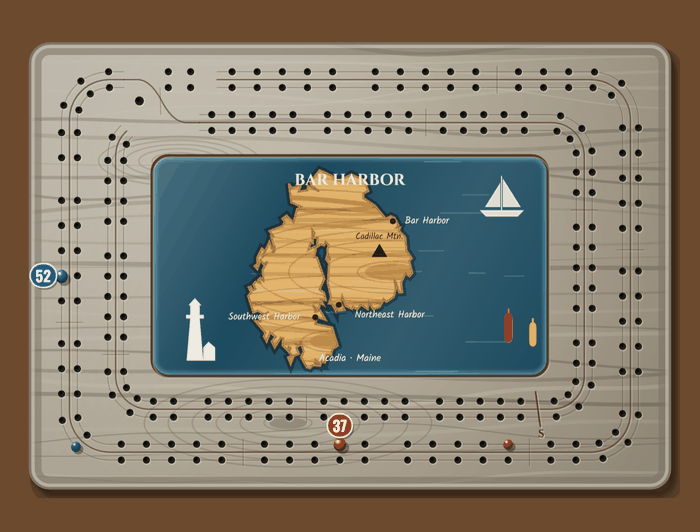 BAR HARBOR
Bar Harbor
Cadillac Mtn.
52
Southwest Harbor
Northeast Harbor
Acadia · Maine
37
S